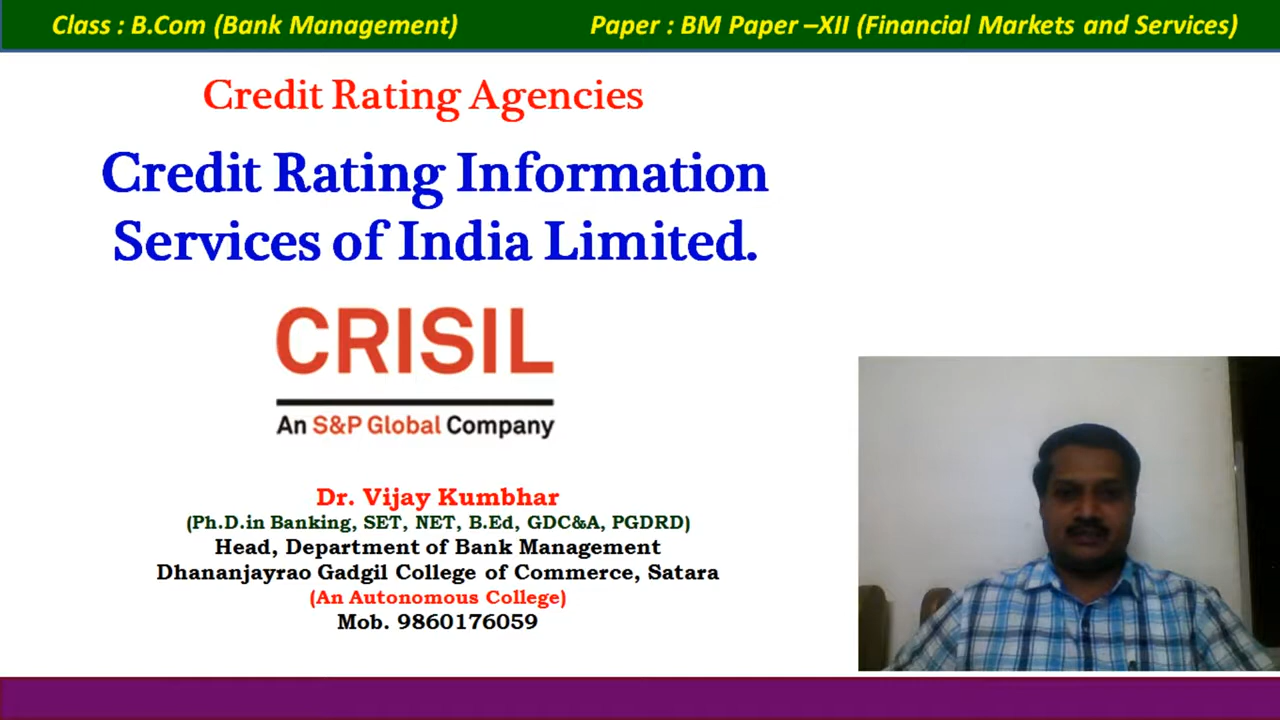 Class : B.Com (Bank Management) Paper : BM Paper –XII (Financial Markets and Services)
Credit Rating Agencies
Credit Rating Information
Services of India Limited.
CRISIL
An S&P Global Company
Dr. Vijay Kumbhar
(Ph.D.in Banking, SET, NET, B.Ed, GDC&A, PGDRD)
Head, Department of Bank Management
Dhananjayrao Gadgil College of Commerce, Satara
(An Autonomous College)
Mob. 9860176059